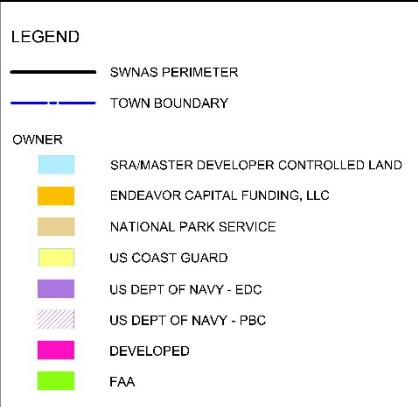 LEGEND
SWNAS PERIMETER
TOWN BOUNDARY
OWNER
SRA/MASTER DEVELOPER CONTROLLED LAND
ENDEAVOR CAPITAL FUNDING, LLC
NATIONAL PARK SERVICE
US COAST GUARD
US DEPT OF NAVY - EDC
US DEPT OF NAVY - PBC
DEVELOPED
FAA